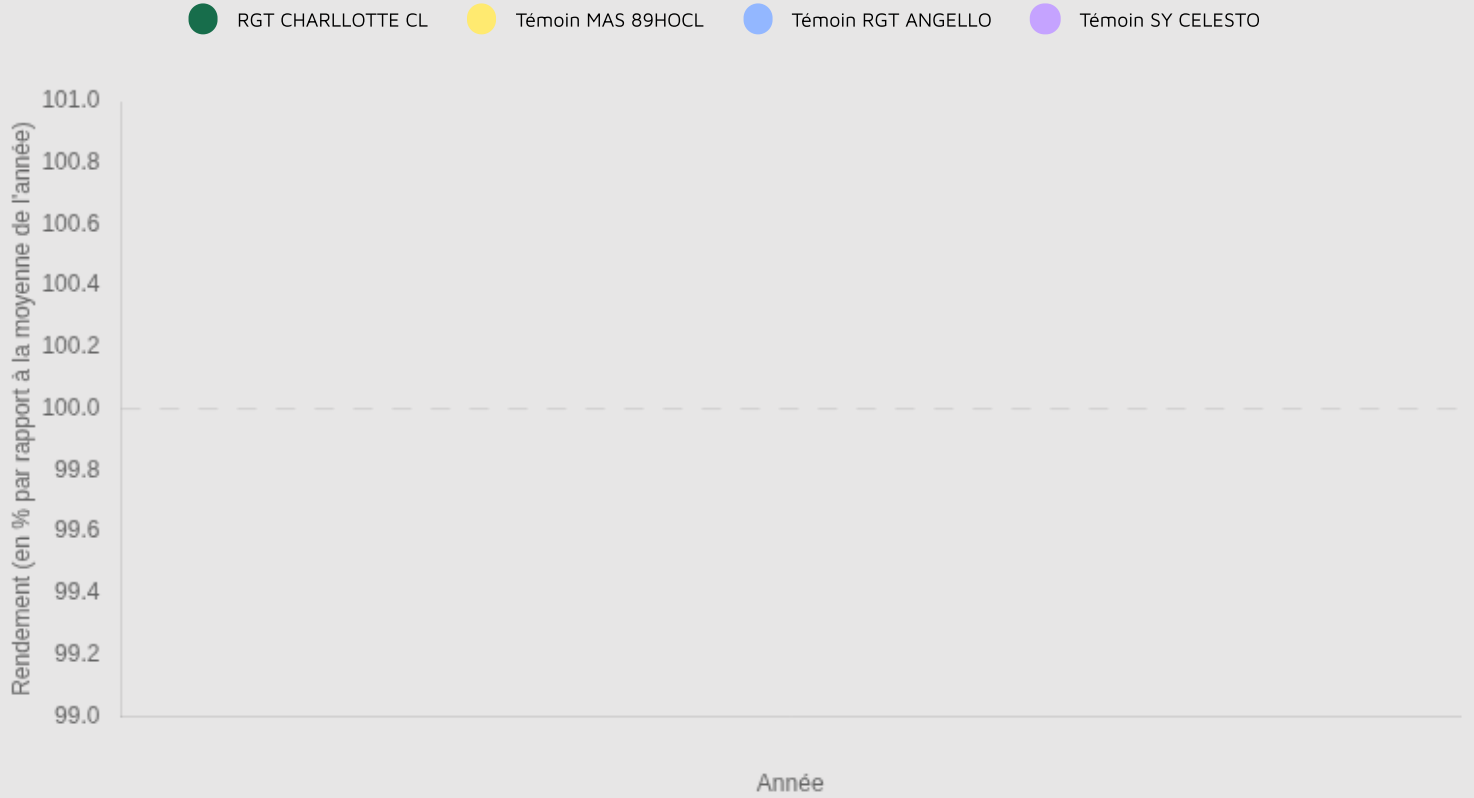 RGT CHARLLOTTE CL
Témoin MAS 89HOCL
Témoin RGT ANGELLO
Témoin SY CELESTO
Rendement (en % par rapport à la moyenne de l'année)
101.0
100.8
100.6
100.4
100.2
100.0
99.8
99.6
99.4
99.2
99.0
Année